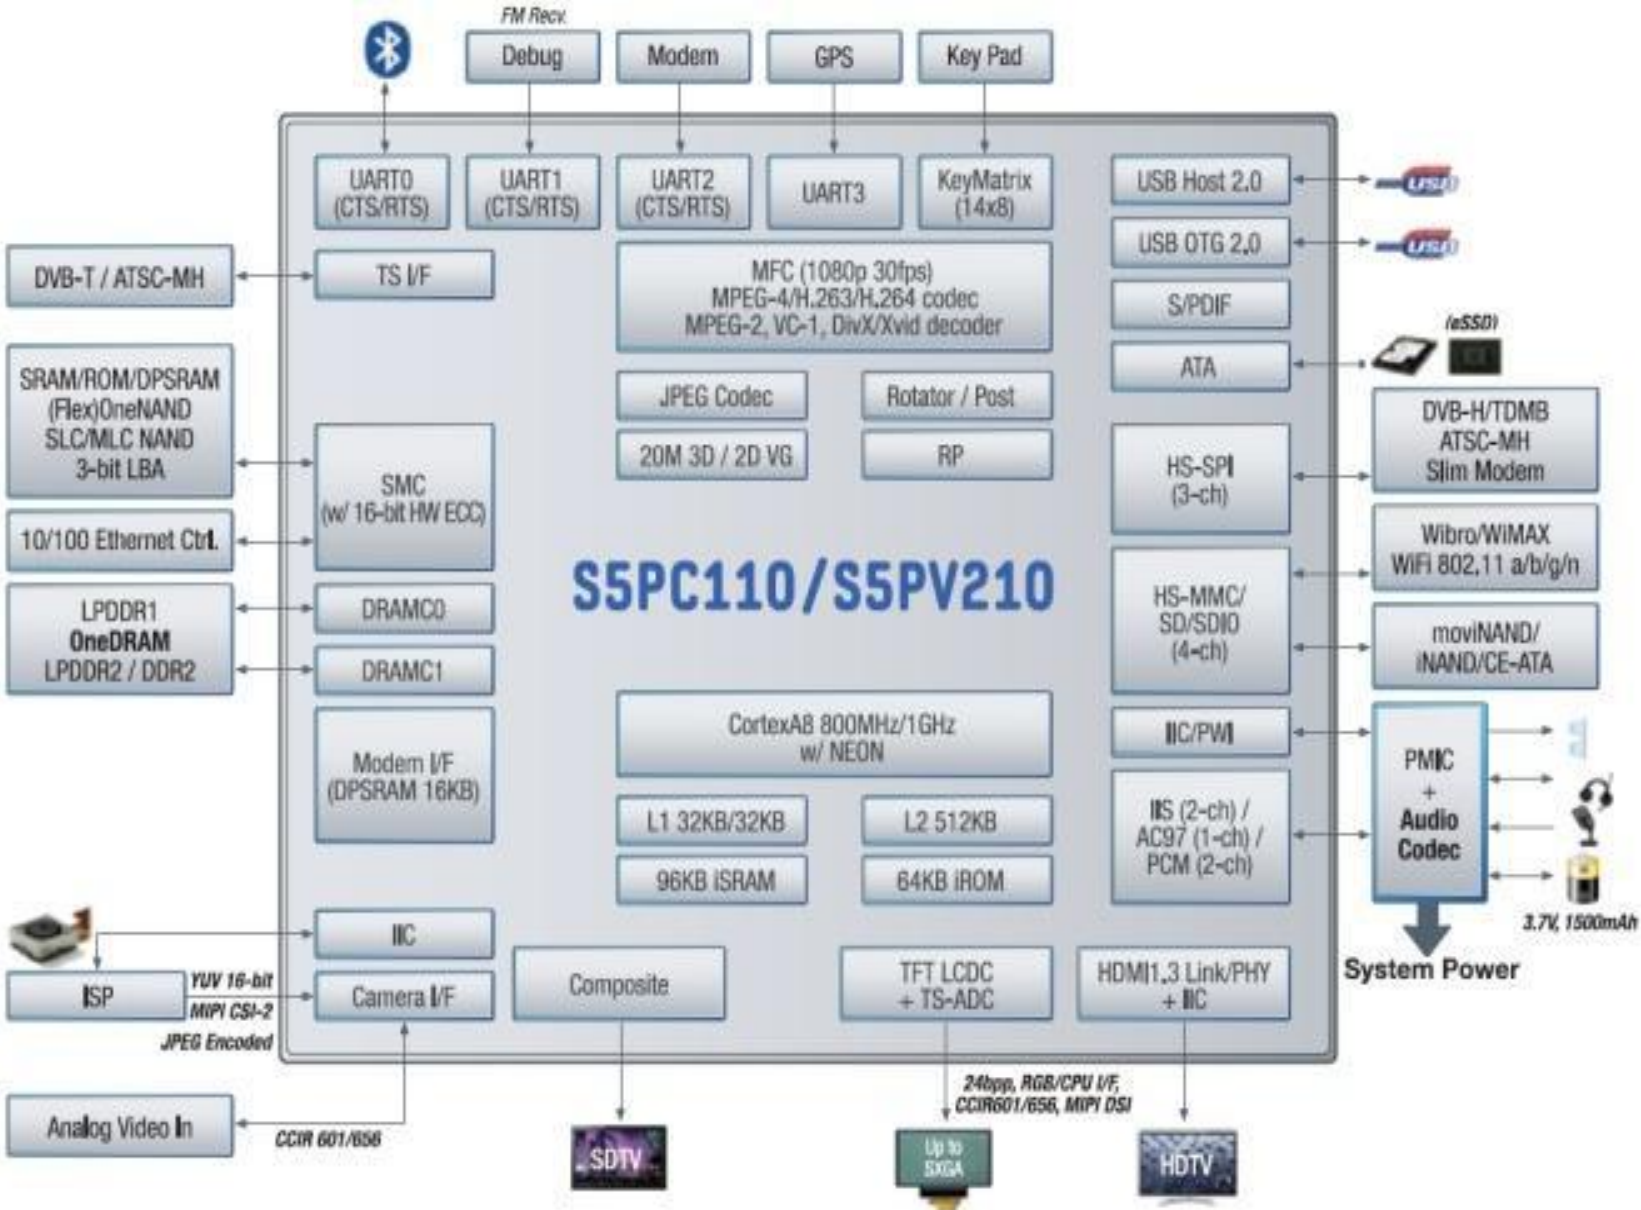 FM Recv.
Debug
Modem
GPS
Key Pad
UART0
(CTS/RTS)
UART1
(CTS/RTS)
UART2
(CTS/RTS)
UART3
KeyMatrix
(14x8)
USB Host 2.0
USB
USB OTG 2.0
USB
DVB-T / ATSC-MH
TS I/F
MFC (1080p 30fps)
MPEG-4/H.263/H.264 codec
MPEG-2, VC-1, DivX/Xvid decoder
S/PDIF
ATA
(eSSD)
SRAM/ROM/DPSRAM
(Flex)OneNAND
SLC/MLC NAND
3-bit LBA
JPEG Codec
Rotator / Post
20M 3D / 2D VG
RP
SMC
(w/ 16-bit HW ECC)
HS-SPI
(3-ch)
DVB-H/TDMB
ATSC-MH
Slim Modem
10/100 Ethernet Ctrl.
Wibro/WiMAX
WiFi 802.11 a/b/g/n
S5PC110/S5PV210
LPDDR1
OneDRAM
LPDDR2 / DDR2
DRAMC0
DRAMC1
HS-MMC/
SD/SDIO
(4-ch)
moviNAND/
iNAND/CE-ATA
CortexA8 800MHz/1GHz
w/ NEON
IIC/PWI
Modem I/F
(DPSRAM 16KB)
PMIC
+
Audio
Codec
L1 32KB/32KB
L2 512KB
96KB iSRAM
64KB iROM
IIS (2-ch) /
AC97 (1-ch) /
PCM (2-ch)
3.7V, 1500mAh
System Power
IIC
ISP
YUV 16-bit
MIPI CSI-2
JPEG Encoded
Camera I/F
Composite
TFT LCDC
+ TS-ADC
HDMI1.3 Link/PHY
+ IIC
Analog Video In
CCIR 601/656
24bpp, RGB/CPU I/F,
CCIR601/656, MIPI DSI
SDTV
Up to
SXGA
HDTV